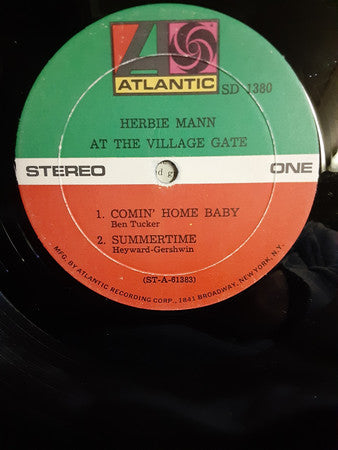 ATLANTIC SD 1380
HERBIE MANN
AT THE VILLAGE GATE
STEREO ONE
1. COMIN' HOME BABY
Ben Tucker
2. SUMMERTIME
Heyward-Gershwin
(ST-A-61383)
MFG. BY ATLANTIC RECORDING CORP., 1841 BROADWAY, NEW YORK, N.Y.